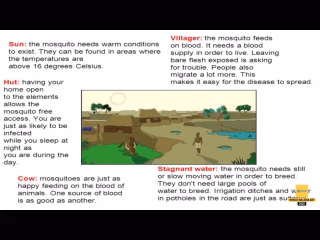 Sun: the mosquito needs warm conditions
to exist. They can be found in areas where
the temperatures are
above 16 degrees Celsius.
Hut: having your
home open
to the elements
allows the
mosquito free
access. You are
just as likely to be
infected
while you sleep at
night as
you are during the
day.
Cow: mosquitoes are just as
happy feeding on the blood of
animals. One source of blood
is as good as another.
Villager: the mosquito feeds
on blood. It needs a blood
supply in order to live. Leaving
bare flesh exposed is asking
for trouble. People also
migrate a lot more. This
makes it easy for the disease to spread.
Stagnant water: the mosquito needs still
or slow moving water in order to breed.
They don't need large pools
of water to breed. Irrigation ditches and water
in potholes in the road are just as